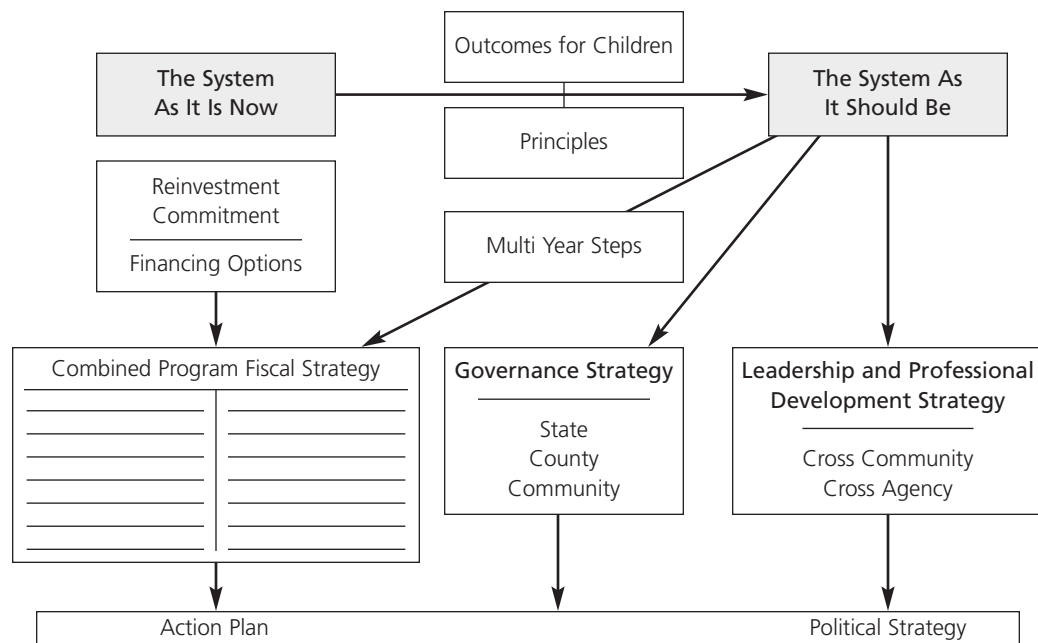 Outcomes for Children
The System
As It Is Now
The System As
It Should Be
Principles
Reinvestment
Commitment
Financing Options
Multi Year Steps
Combined Program Fiscal Strategy
Governance Strategy
State
County
Community
Leadership and Professional
Development Strategy
Cross Community
Cross Agency
Action Plan
Political Strategy